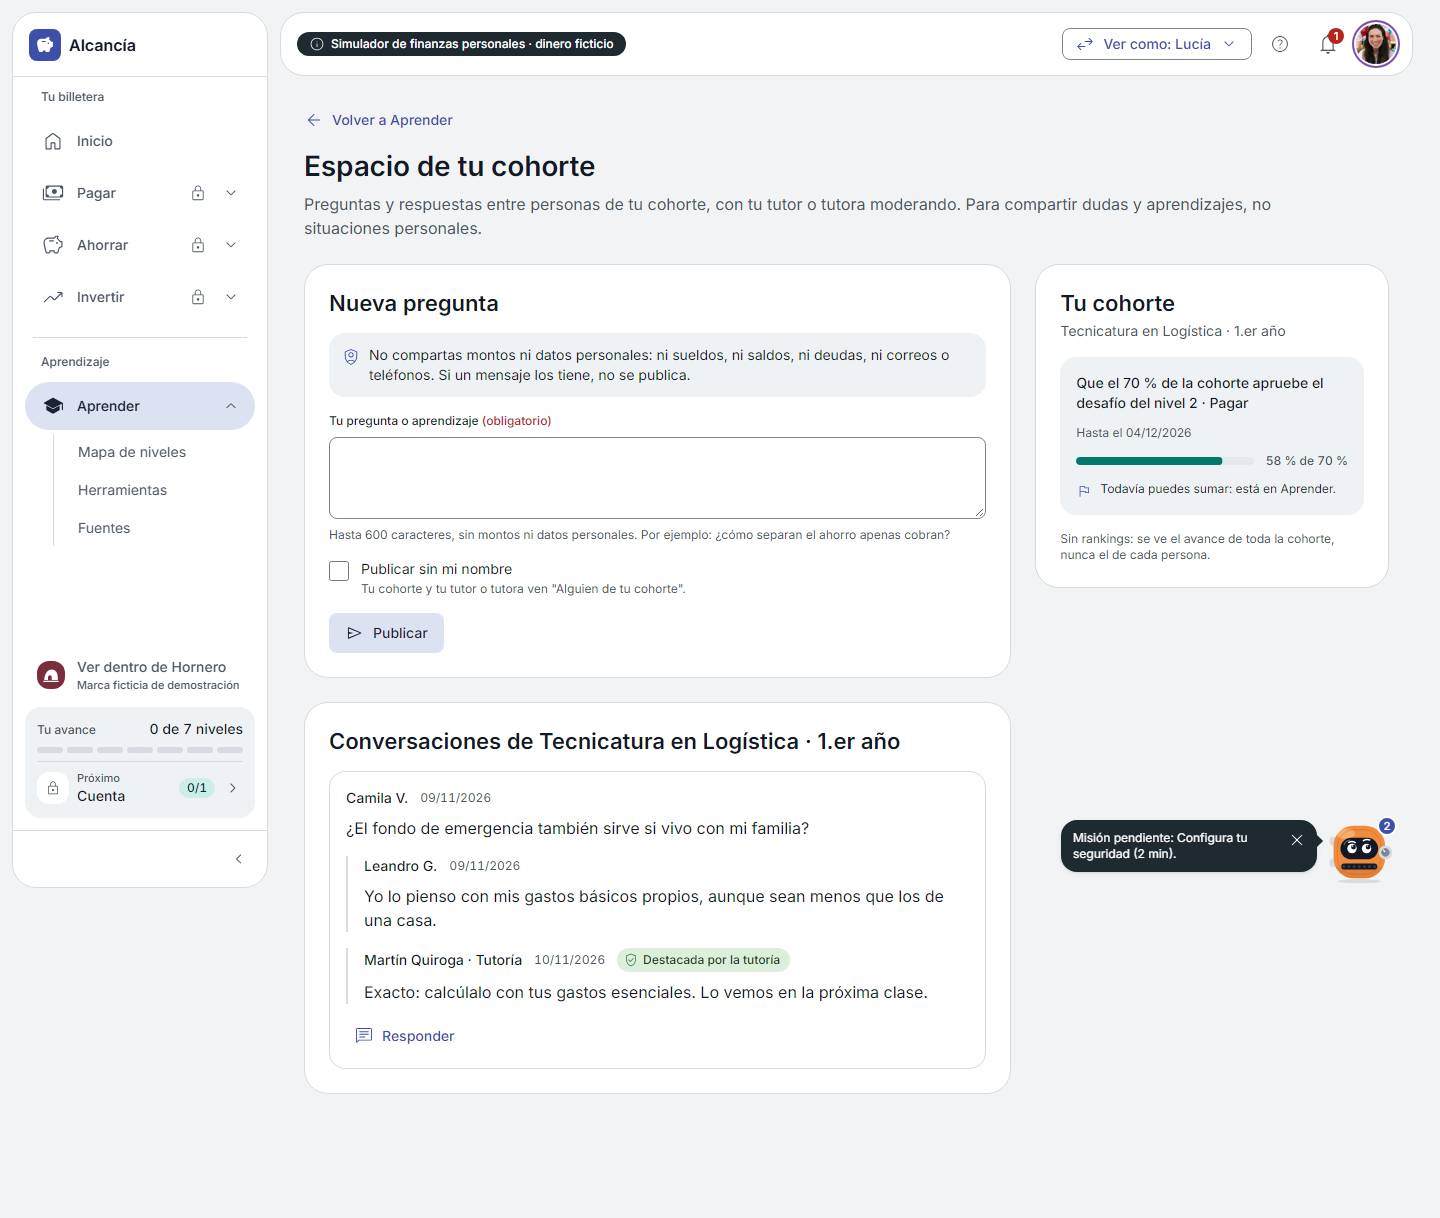 Alcancía
Tu billetera
Inicio
Pagar
Ahorrar
Invertir
Aprendizaje
Aprender
Mapa de niveles
Herramientas
Fuentes
Ver dentro de Hornero
Marca ficticia de demostración
Tu avance
0 de 7 niveles
Próximo
Cuenta
0/1
Simulador de finanzas personales · dinero ficticio
Ver como: Lucía
1
Volver a Aprender
Espacio de tu cohorte
Preguntas y respuestas entre personas de tu cohorte, con tu tutor o tutora moderando. Para compartir dudas y aprendizajes, no
situaciones personales.
Nueva pregunta
No compartas montos ni datos personales: ni sueldos, ni saldos, ni deudas, ni correos o
teléfonos. Si un mensaje los tiene, no se publica.
Tu pregunta o aprendizaje (obligatorio)
Hasta 600 caracteres, sin montos ni datos personales. Por ejemplo: ¿cómo separan el ahorro apenas cobran?
Publicar sin mi nombre
Tu cohorte y tu tutor o tutora ven "Alguien de tu cohorte".
Publicar
Conversaciones de Tecnicatura en Logística · 1.er año
Camila V. 09/11/2026
¿El fondo de emergencia también sirve si vivo con mi familia?
Leandro G. 09/11/2026
Yo lo pienso con mis gastos básicos propios, aunque sean menos que los de
una casa.
Martín Quiroga · Tutoría 10/11/2026 Destacada por la tutoría
Exacto: calcúlalo con tus gastos esenciales. Lo vemos en la próxima clase.
Responder
Tu cohorte
Tecnicatura en Logística · 1.er año
Que el 70 % de la cohorte apruebe el
desafío del nivel 2 · Pagar
Hasta el 04/12/2026
58 % de 70 %
Todavía puedes sumar: está en Aprender.
Sin rankings: se ve el avance de toda la cohorte,
nunca el de cada persona.
Misión pendiente: Configura tu
seguridad (2 min).
2